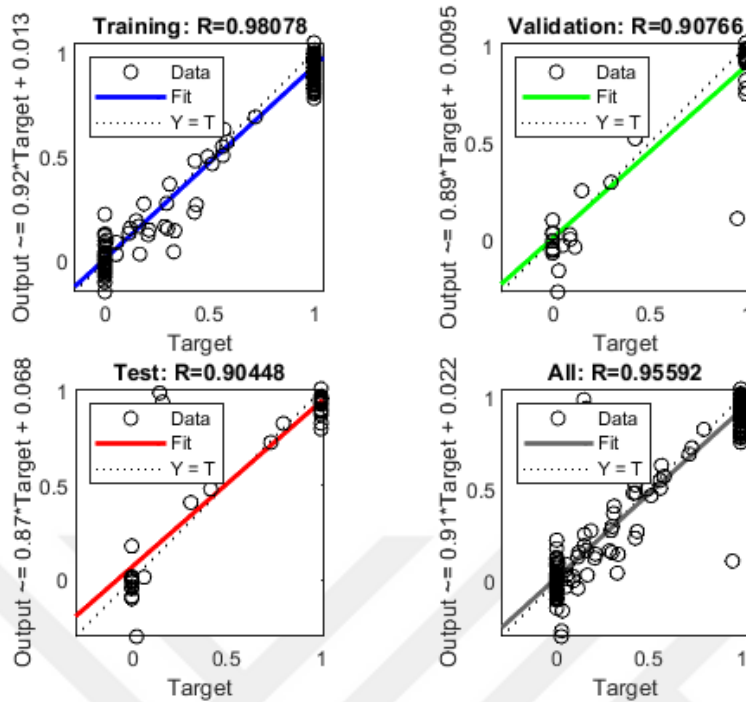 Training: R=0.98078
Output ~= 0.92*Target + 0.013
1
0.5
0
Data
Fit
Y = T
0
0.5
1
Target
Validation: R=0.90766
Output ~= 0.89*Target + 0.0095
1
0.5
0
Data
Fit
Y = T
0
0.5
1
Target
Test: R=0.90448
Output ~= 0.87*Target + 0.068
1
0.5
0
Data
Fit
Y = T
0
0.5
1
Target
All: R=0.95592
Output ~= 0.91*Target + 0.022
1
0.5
0
Data
Fit
Y = T
0
0.5
1
Target